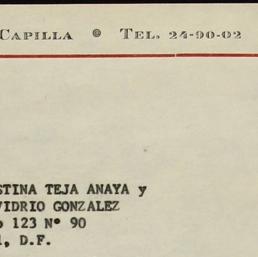 CAPILLA ® TEL. 24-90-02
STINA TEJA ANAYA y
VIDRIO GONZALEZ
o 123 Nº 90
l, D.F.